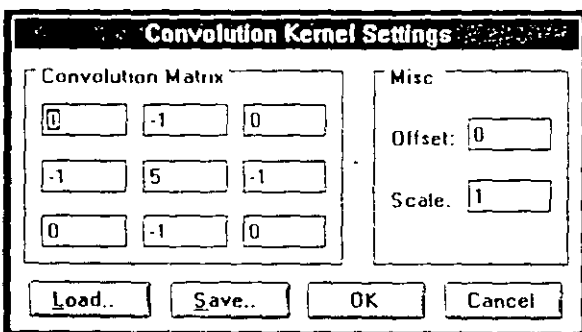 Convolution Kernel Settings
Convolution Matrix
0 -1 0
-1 5 -1
0 -1 0
Misc
Offset: 0
Scale. 1
Load.. Save.. OK Cancel